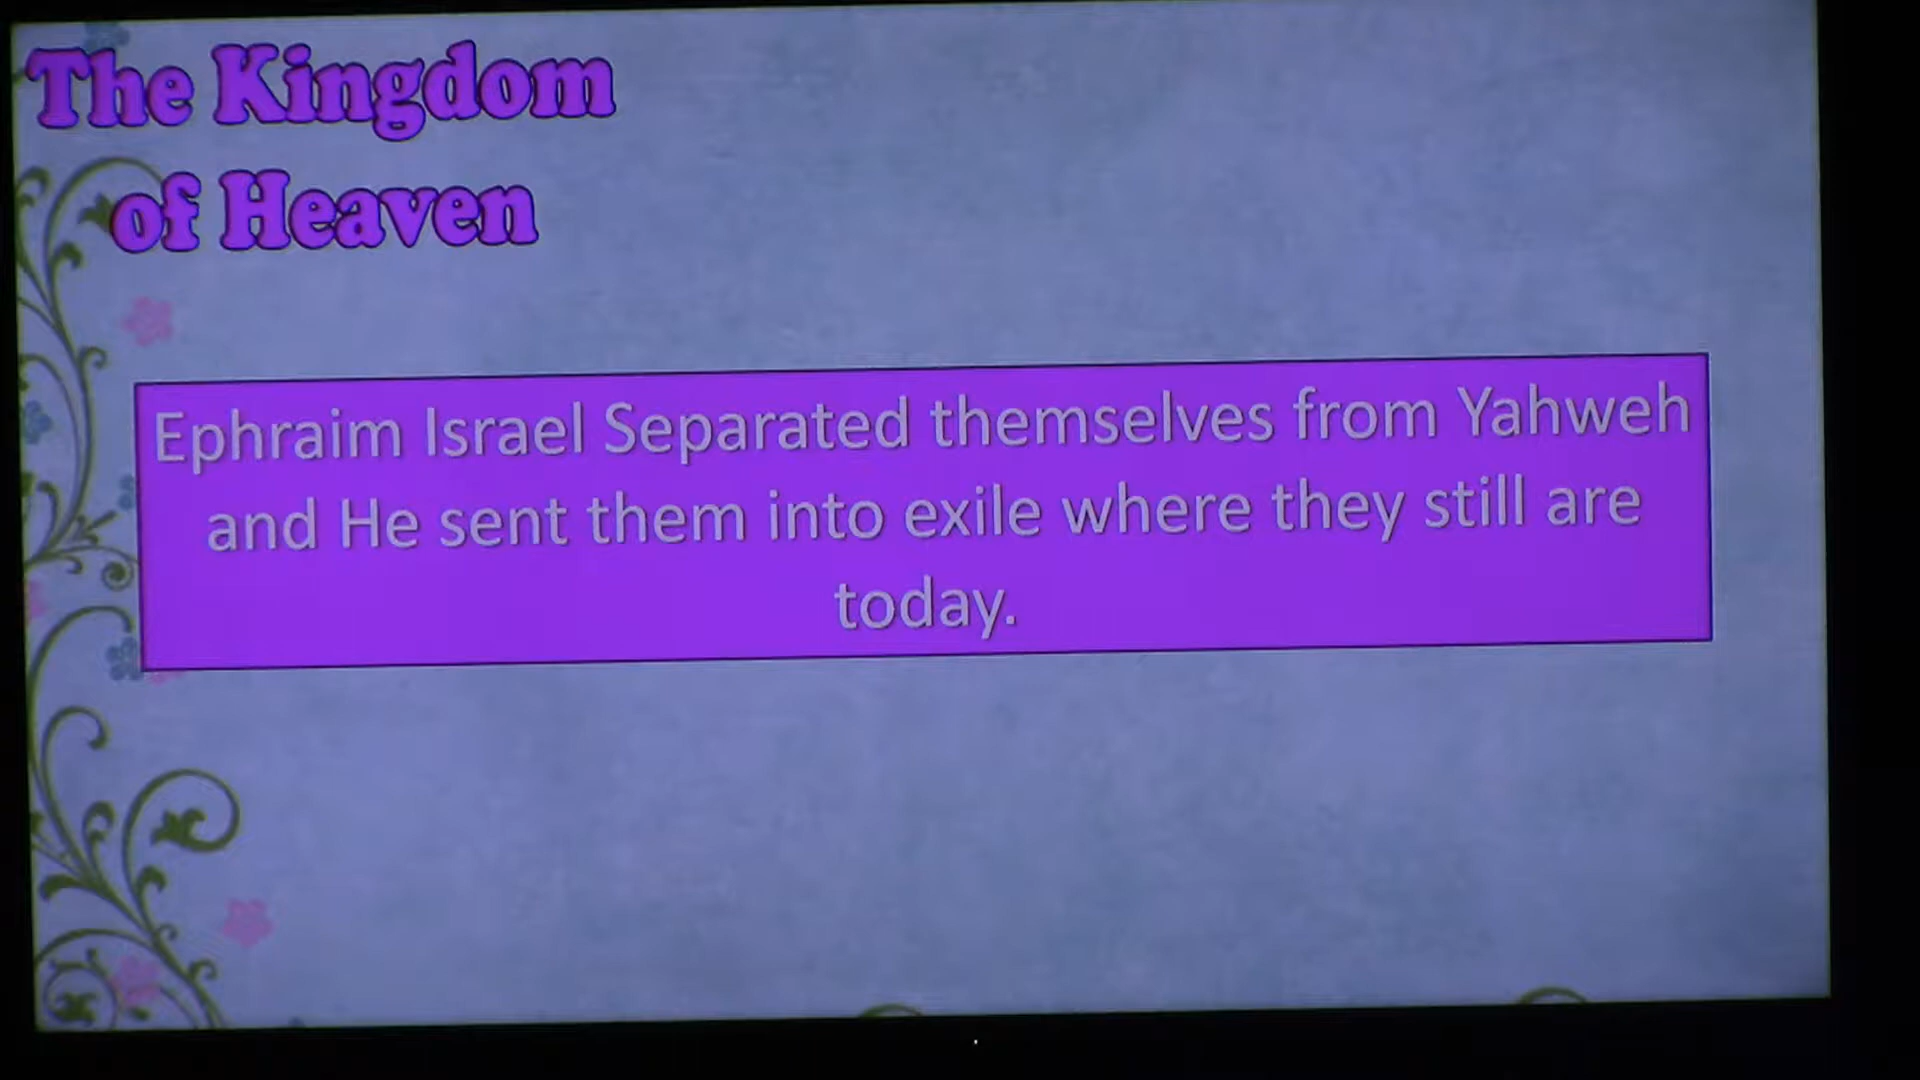 The Kingdom
of Heaven
Ephraim Israel Separated themselves from Yahweh
and He sent them into exile where they still are
today.